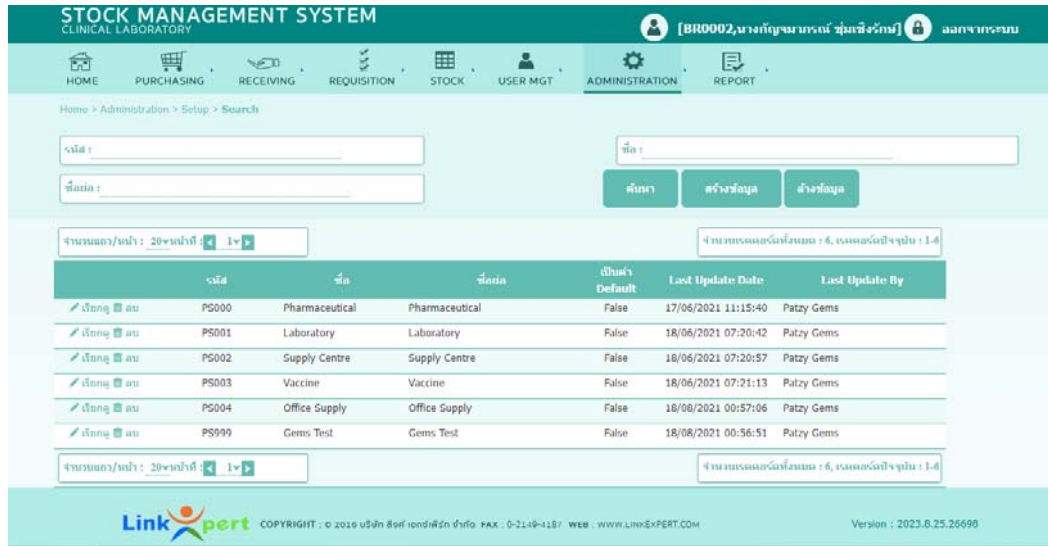 STOCK MANAGEMENT SYSTEM
CLINICAL LABORATORY
[BR0002,นางกัญจมาภรณ์ ชุ่มเชิงรักษ์] ออกจากระบบ
HOME PURCHASING RECEIVING REQUISITION STOCK USER MGT ADMINISTRATION REPORT
Home > Administration > Setup > Search
รหัส : ชื่อ :
ชื่อย่อ : ค้นหา สร้างข้อมูล ล้างข้อมูล
จำนวนแถว/หน้า : 20 หน้าที่ : 1 จำนวนเรคคอร์ดทั้งหมด : 6, เรคคอร์ดปัจจุบัน : 1-6
รหัส ชื่อ ชื่อย่อ เป็นค่า Default Last Update Date Last Update By
เรียกดู ลบ PS000 Pharmaceutical Pharmaceutical False 17/06/2021 11:15:40 Patzy Gems
เรียกดู ลบ PS001 Laboratory Laboratory False 18/06/2021 07:20:42 Patzy Gems
เรียกดู ลบ PS002 Supply Centre Supply Centre False 18/06/2021 07:20:57 Patzy Gems
เรียกดู ลบ PS003 Vaccine Vaccine False 18/06/2021 07:21:13 Patzy Gems
เรียกดู ลบ PS004 Office Supply Office Supply False 18/08/2021 00:57:06 Patzy Gems
เรียกดู ลบ PS999 Gems Test Gems Test False 18/08/2021 00:56:51 Patzy Gems
จำนวนแถว/หน้า : 20 หน้าที่ : 1 จำนวนเรคคอร์ดทั้งหมด : 6, เรคคอร์ดปัจจุบัน : 1-6
LinkXpert COPYRIGHT : © 2016 บริษัท ลิงค์ เอกซ์เพิร์ท จำกัด FAX : 0-2149-4187 WEB : WWW.LINKEXPERT.COM Version : 2023.8.25.26698